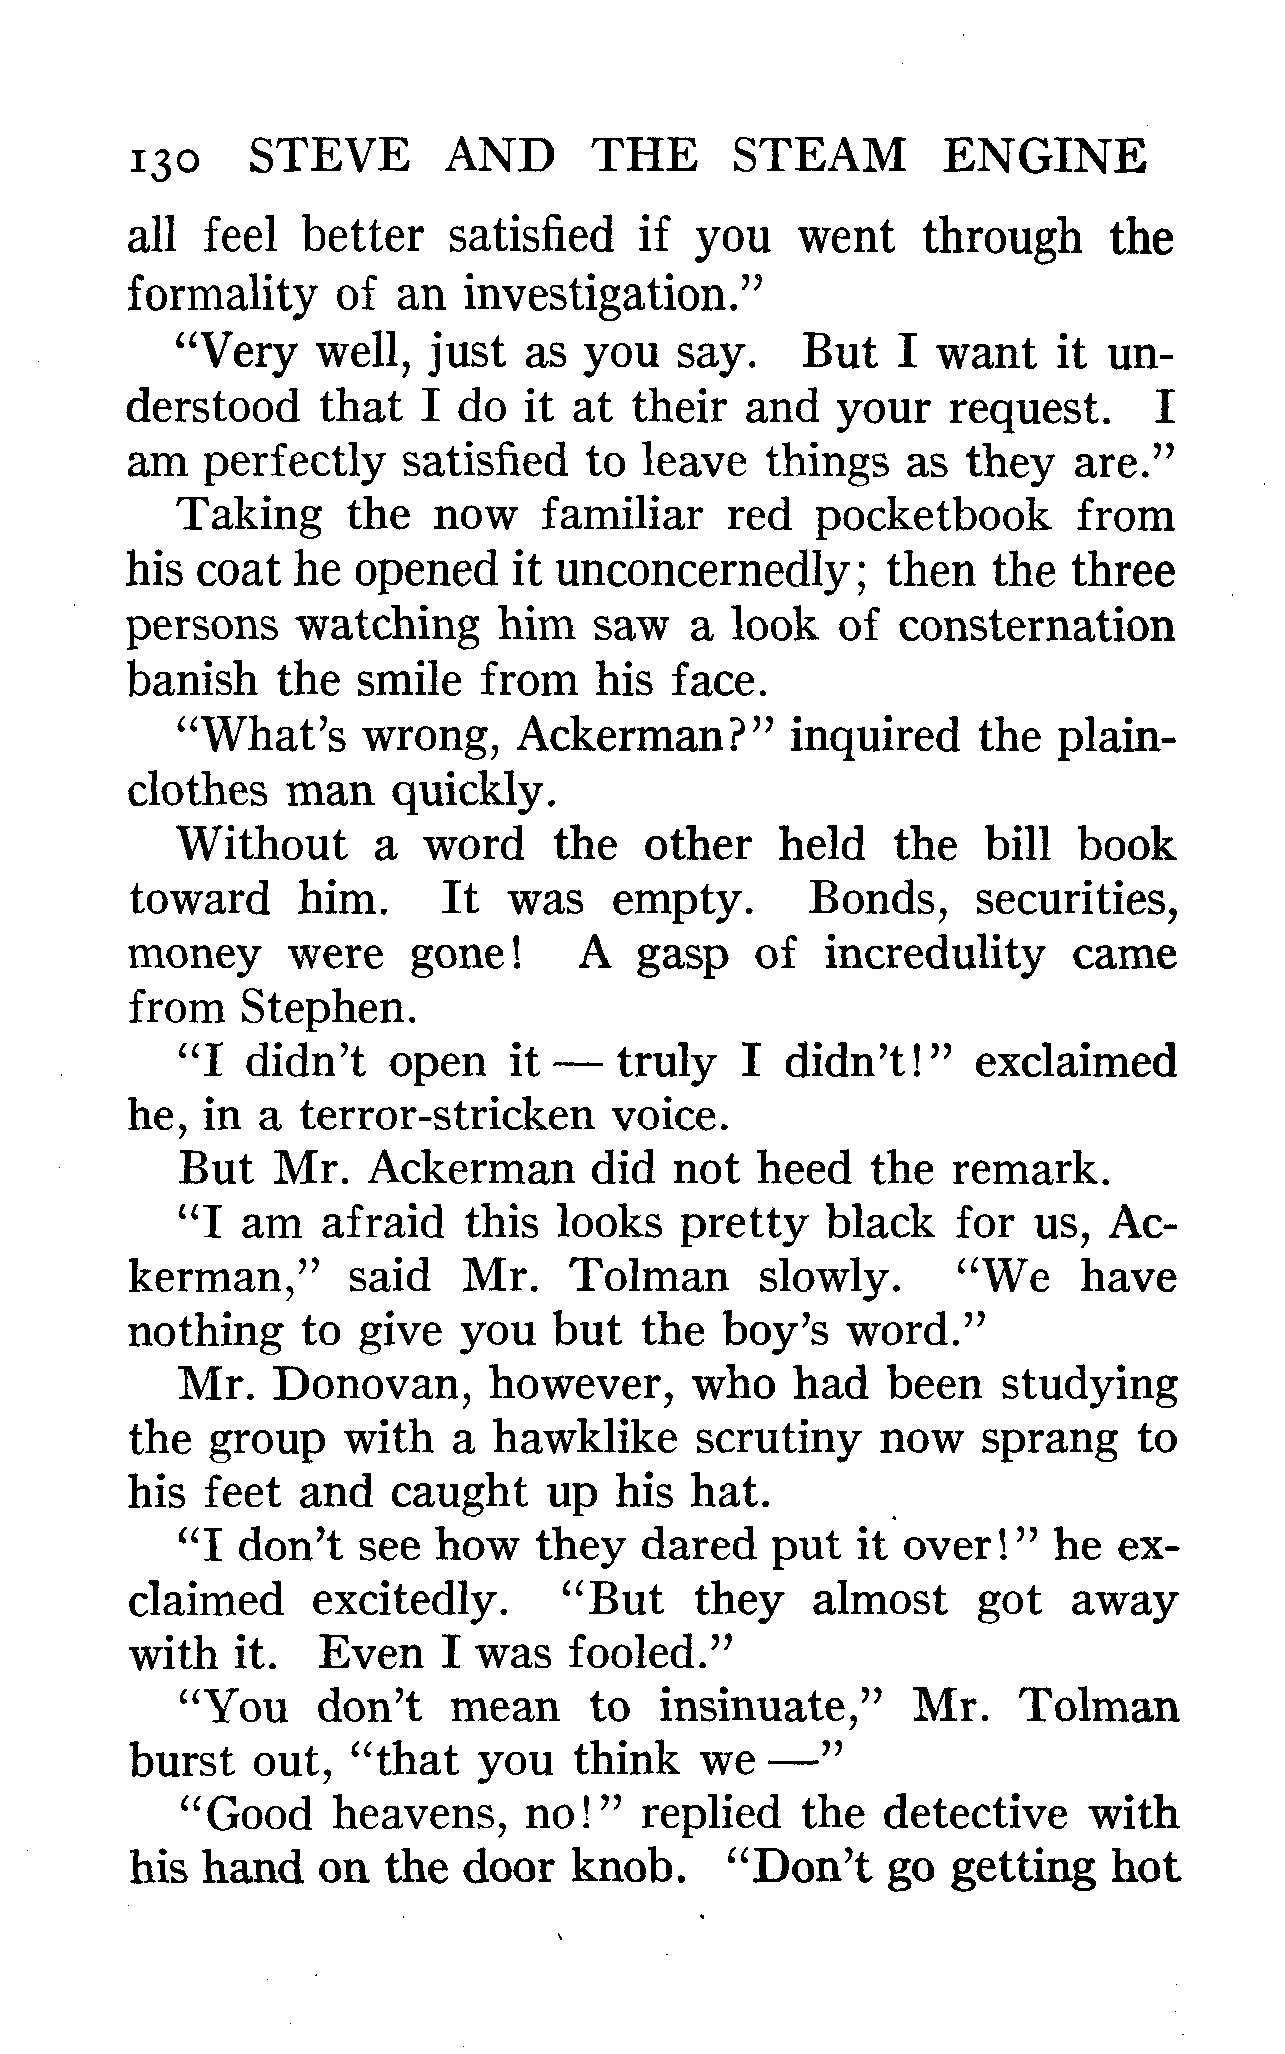 130 STEVE AND THE STEAM ENGINE
all feel better satisfied if you went through the
formality of an investigation."
"Very well, just as you say. But I want it un-
derstood that I do it at their and your request. I
am perfectly satisfied to leave things as they are."
Taking the now familiar red pocketbook from
his coat he opened it unconcernedly; then the three
persons watching him saw a look of consternation
banish the smile from his face.
"What's wrong, Ackerman?" inquired the plain-
clothes man quickly.
Without a word the other held the bill book
toward him. It was empty. Bonds, securities,
money were gone! A gasp of incredulity came
from Stephen.
"I didn't open it — truly I didn't!" exclaimed
he, in a terror-stricken voice.
But Mr. Ackerman did not heed the remark.
"I am afraid this looks pretty black for us, Ac-
kerman," said Mr. Tolman slowly. "We have
nothing to give you but the boy's word."
Mr. Donovan, however, who had been studying
the group with a hawklike scrutiny now sprang to
his feet and caught up his hat.
"I don't see how they dared put it over!" he ex-
claimed excitedly. "But they almost got away
with it. Even I was fooled."
"You don't mean to insinuate," Mr. Tolman
burst out, "that you think we —"
"Good heavens, no!" replied the detective with
his hand on the door knob. "Don't go getting hot